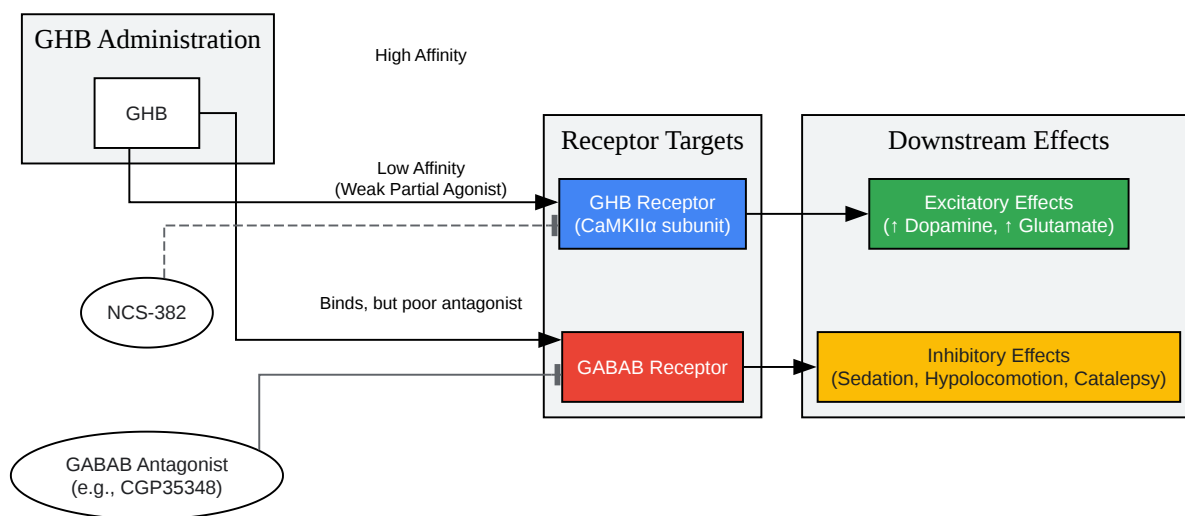 GHB Administration
High Affinity
GHB
Receptor Targets
Downstream Effects
Low Affinity
(Weak Partial Agonist)
GHB Receptor
(CaMKIIα subunit)
Excitatory Effects
(↑ Dopamine, ↑ Glutamate)
NCS-382
Binds, but poor antagonist
GABAB Receptor
Inhibitory Effects
(Sedation, Hypolocomotion, Catalepsy)
GABAB Antagonist
(e.g., CGP35348)